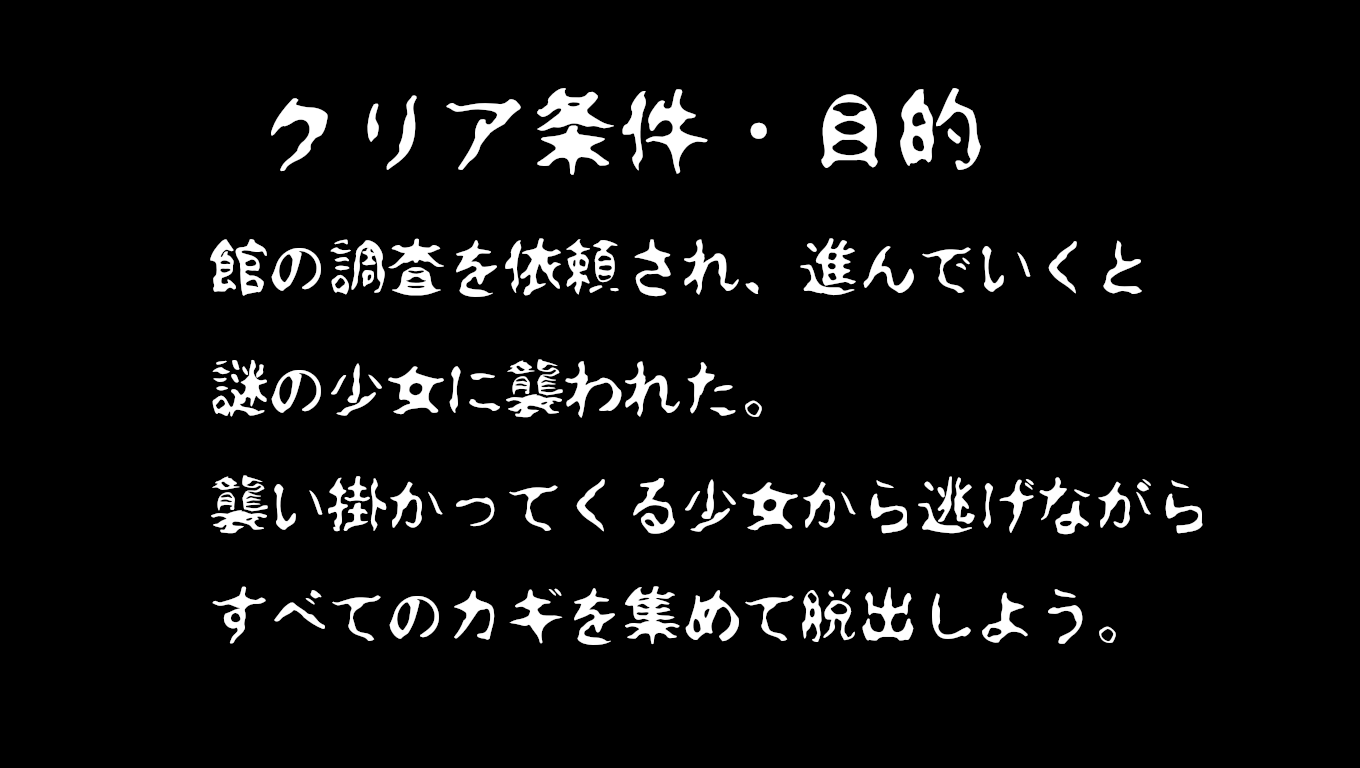 クリア条件・目的
館の調査を依頼され、進んでいくと
謎の少女に襲われた。
襲い掛かってくる少女から逃げながら
すべてのカギを集めて脱出しよう。